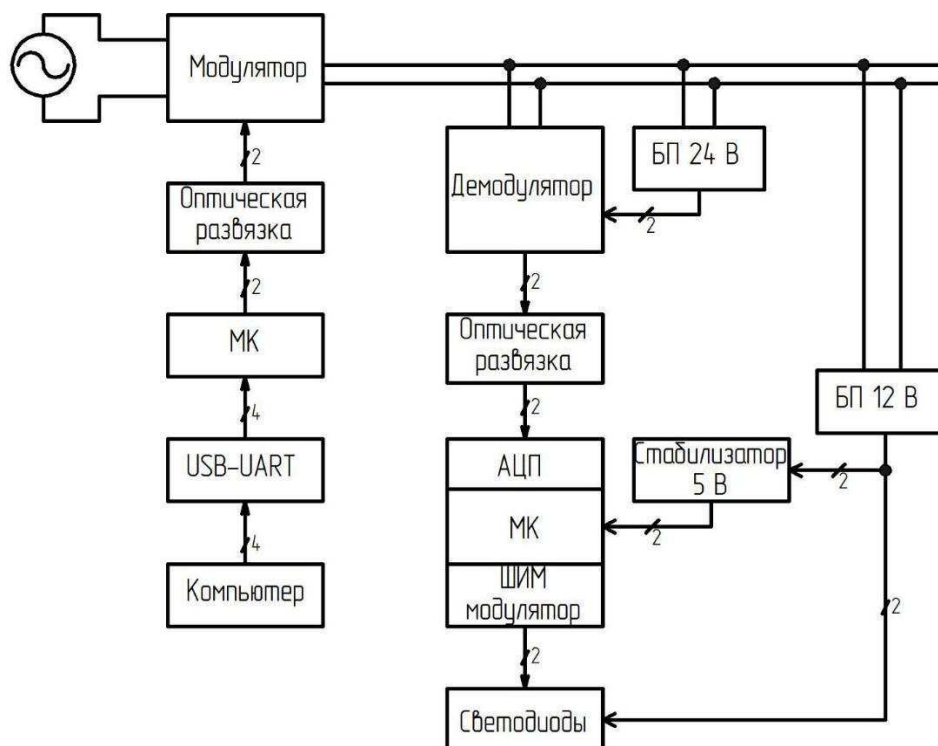 Модулятор
2
Оптическая
развязка
2
МК
4
USB-UART
4
Компьютер
Демодулятор
БП 24 В
2
2
Оптическая
развязка
2
АЦП
МК
ШИМ
модулятор
2
Светодиоды
БП 12 В
Стабилизатор
5 В
2
2
2